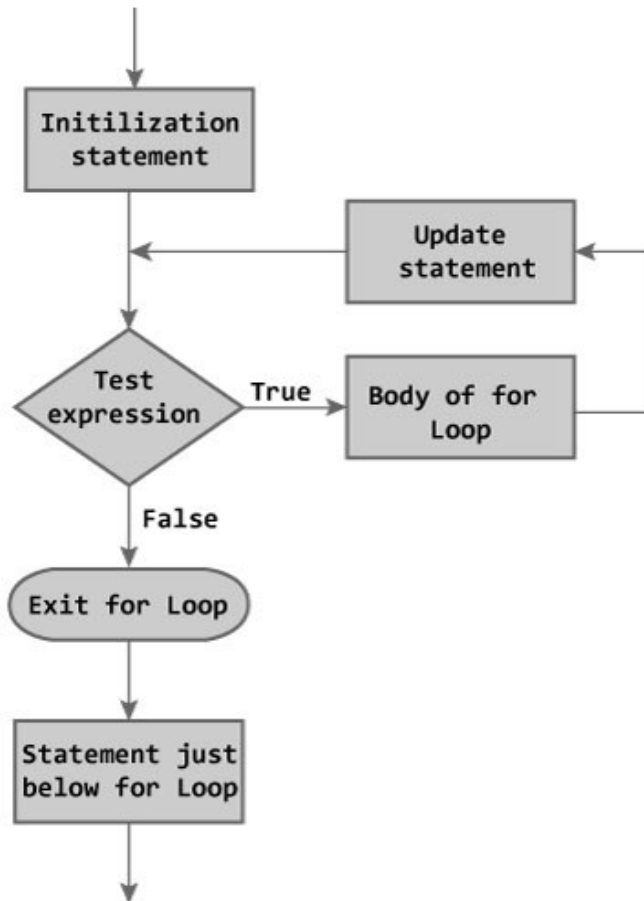 Initilization
statement
Update
statement
Test
expression
True
Body of for
Loop
False
Exit for Loop
Statement just
below for Loop